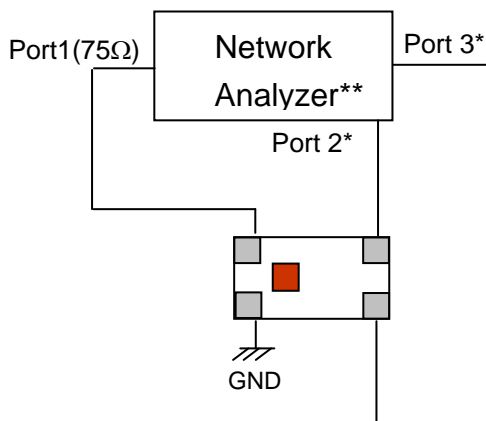 Port1(75Ω)
Network
Analyzer**
Port 3*
Port 2*
GND